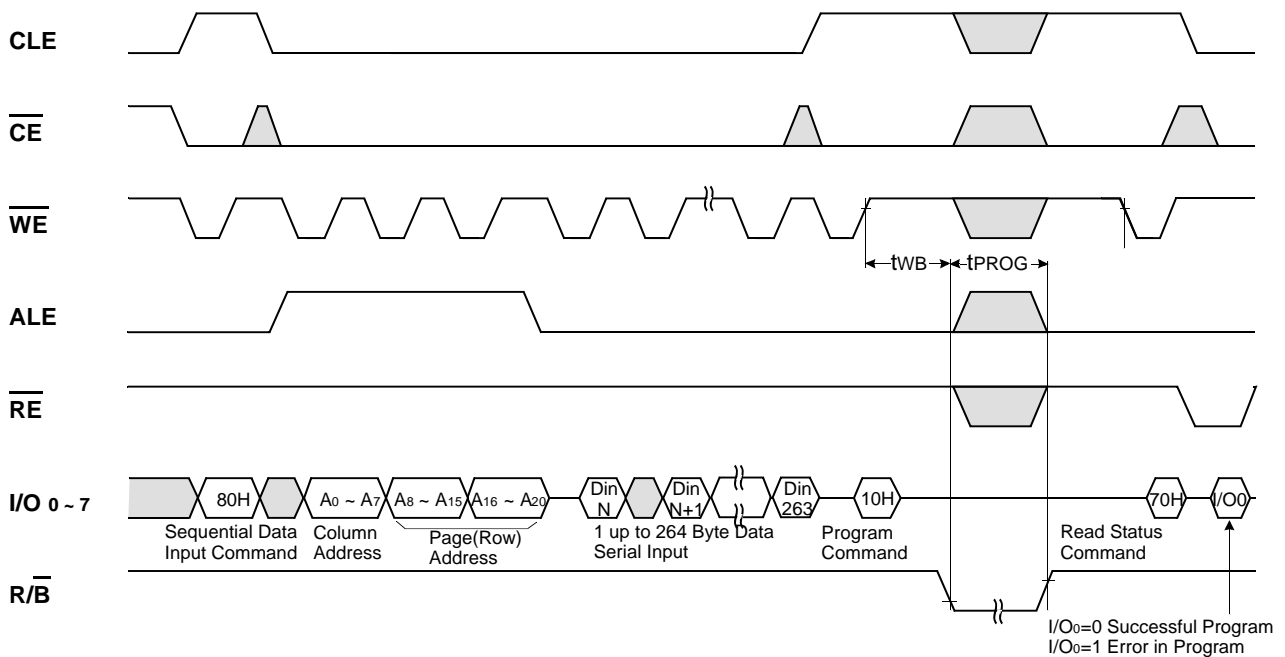 CLE
CE
WE
tWB tPROG
ALE
RE
I/O 0 ~ 7
80H A0 ~ A7 A8 ~ A15 A16 ~ A20 Din N Din N+1 Din 263 10H 70H I/O0
Sequential Data Input Command
Column Address
Page(Row) Address
1 up to 264 Byte Data Serial Input
Program Command
Read Status Command
R/B
I/O0=0 Successful Program
I/O0=1 Error in Program